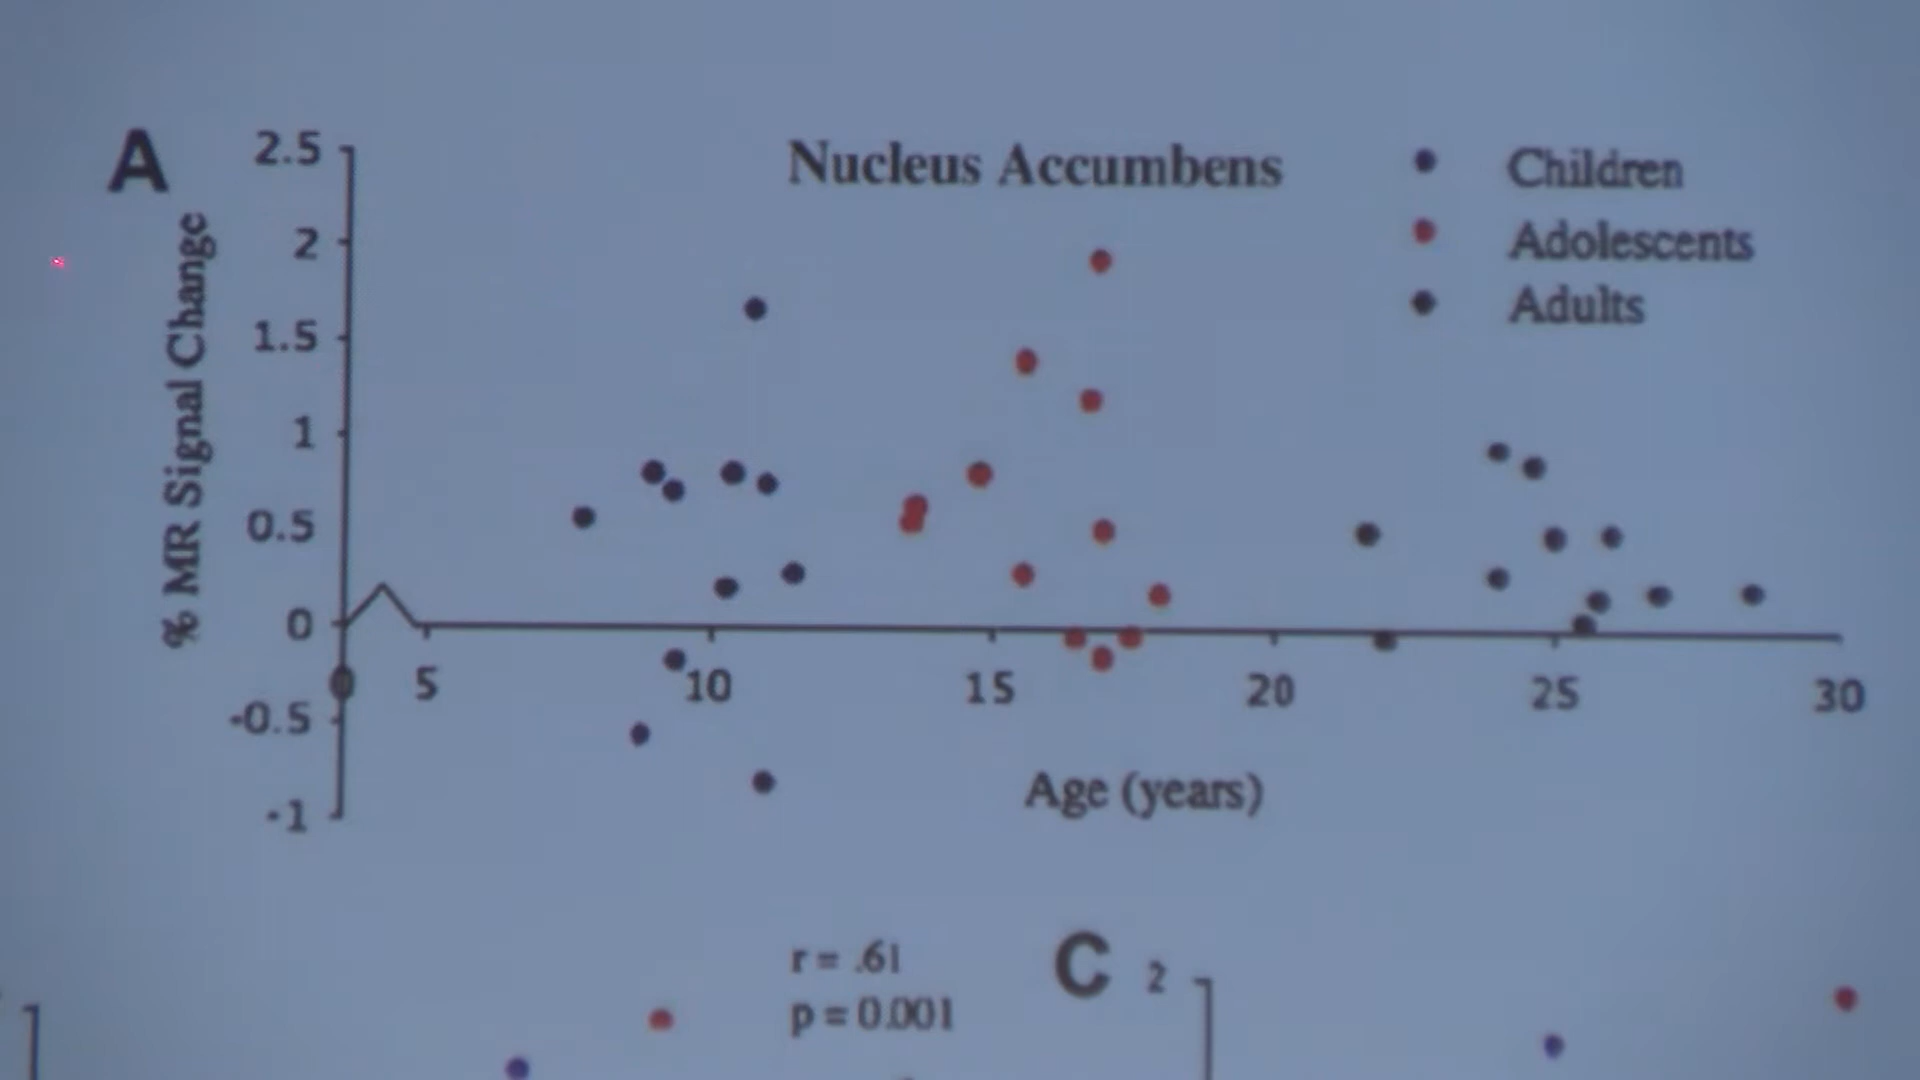 A
Nucleus Accumbens
Children
Adolescents
Adults
% MR Signal Change
2.5
2
1.5
1
0.5
0
-0.5
-1
0 5 10 15 20 25 30
Age (years)
r = .61
p = 0.001
C
2